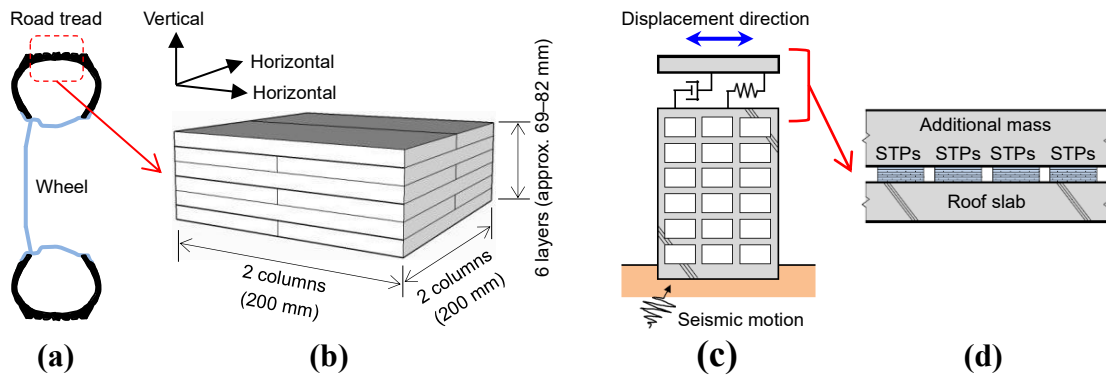 Road tread
Wheel
(a)
Vertical
Horizontal
Horizontal
6 layers (approx. 69–82 mm)
2 columns
(200 mm)
2 columns
(200 mm)
(b)
Displacement direction
Seismic motion
(c)
Additional mass
STPs STPs STPs STPs
Roof slab
(d)